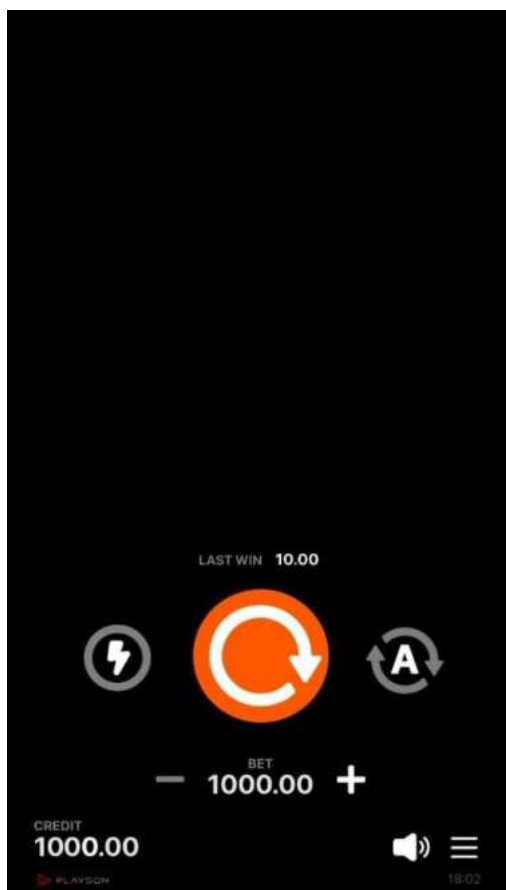 LAST WIN 10.00
A
BET
1000.00
CREDIT
1000.00
PLAYSON 18:02